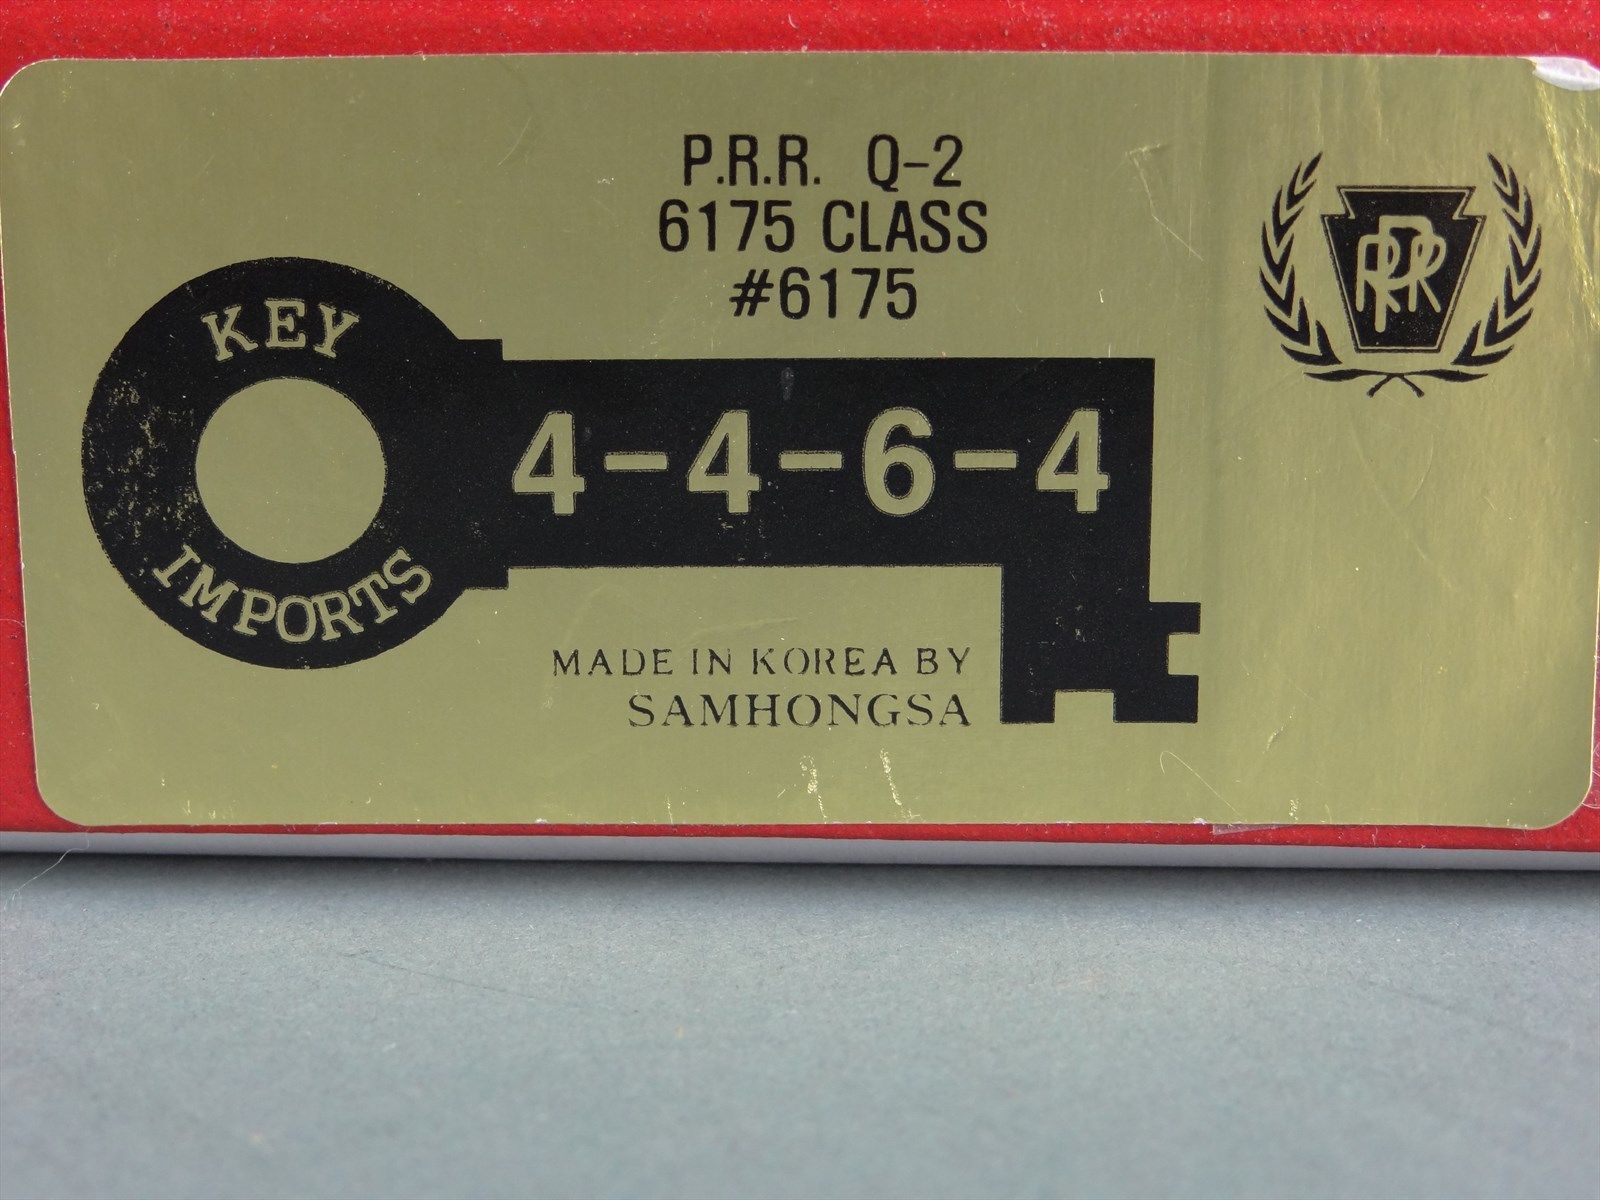 P.R.R. Q-2
6175 CLASS
#6175
PRR
KEY
IMPORTS
4-4-6-4
MADE IN KOREA BY
SAMHONGSA